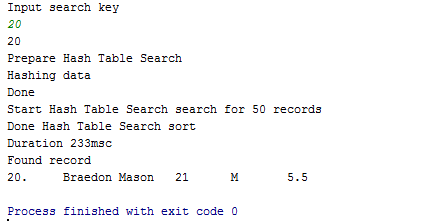 Input search key
20
20
Prepare Hash Table Search
Hashing data
Done
Start Hash Table Search search for 50 records
Done Hash Table Search sort
Duration 233msc
Found record
20.     Braedon Mason   21      M       5.5
Process finished with exit code 0